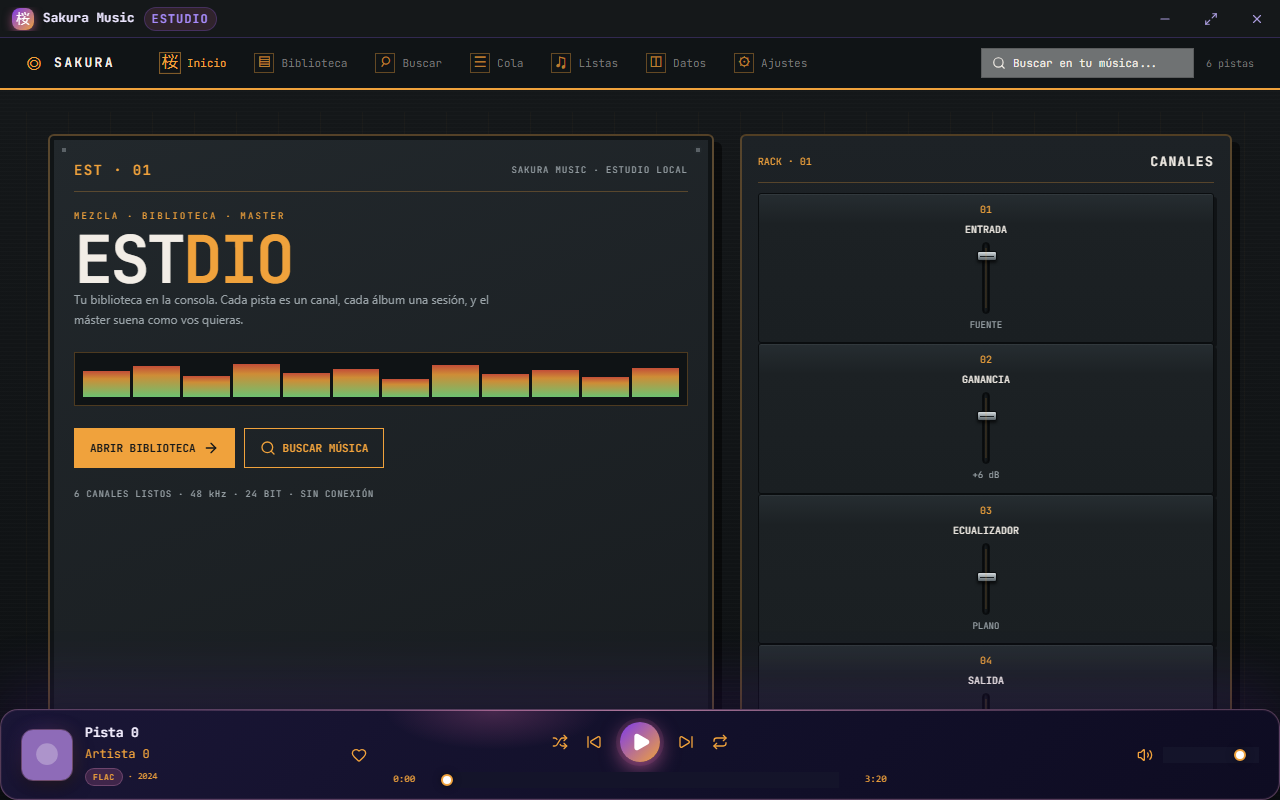 桜 Sakura Music ESTUDIO
SAKURA
桜 Inicio
Biblioteca
Buscar
Cola
Listas
Datos
Ajustes
Buscar en tu música...
6 pistas
EST · 01
SAKURA MUSIC · ESTUDIO LOCAL
MEZCLA · BIBLIOTECA · MASTER
ESTDIO
Tu biblioteca en la consola. Cada pista es un canal, cada álbum una sesión, y el
máster suena como vos quieras.
ABRIR BIBLIOTECA
BUSCAR MÚSICA
6 CANALES LISTOS · 48 kHz · 24 BIT · SIN CONEXIÓN
RACK · 01
CANALES
01
ENTRADA
FUENTE
02
GANANCIA
+6 dB
03
ECUALIZADOR
PLANO
04
SALIDA
Pista 0
Artista 0
FLAC · 2024
0:00
3:20